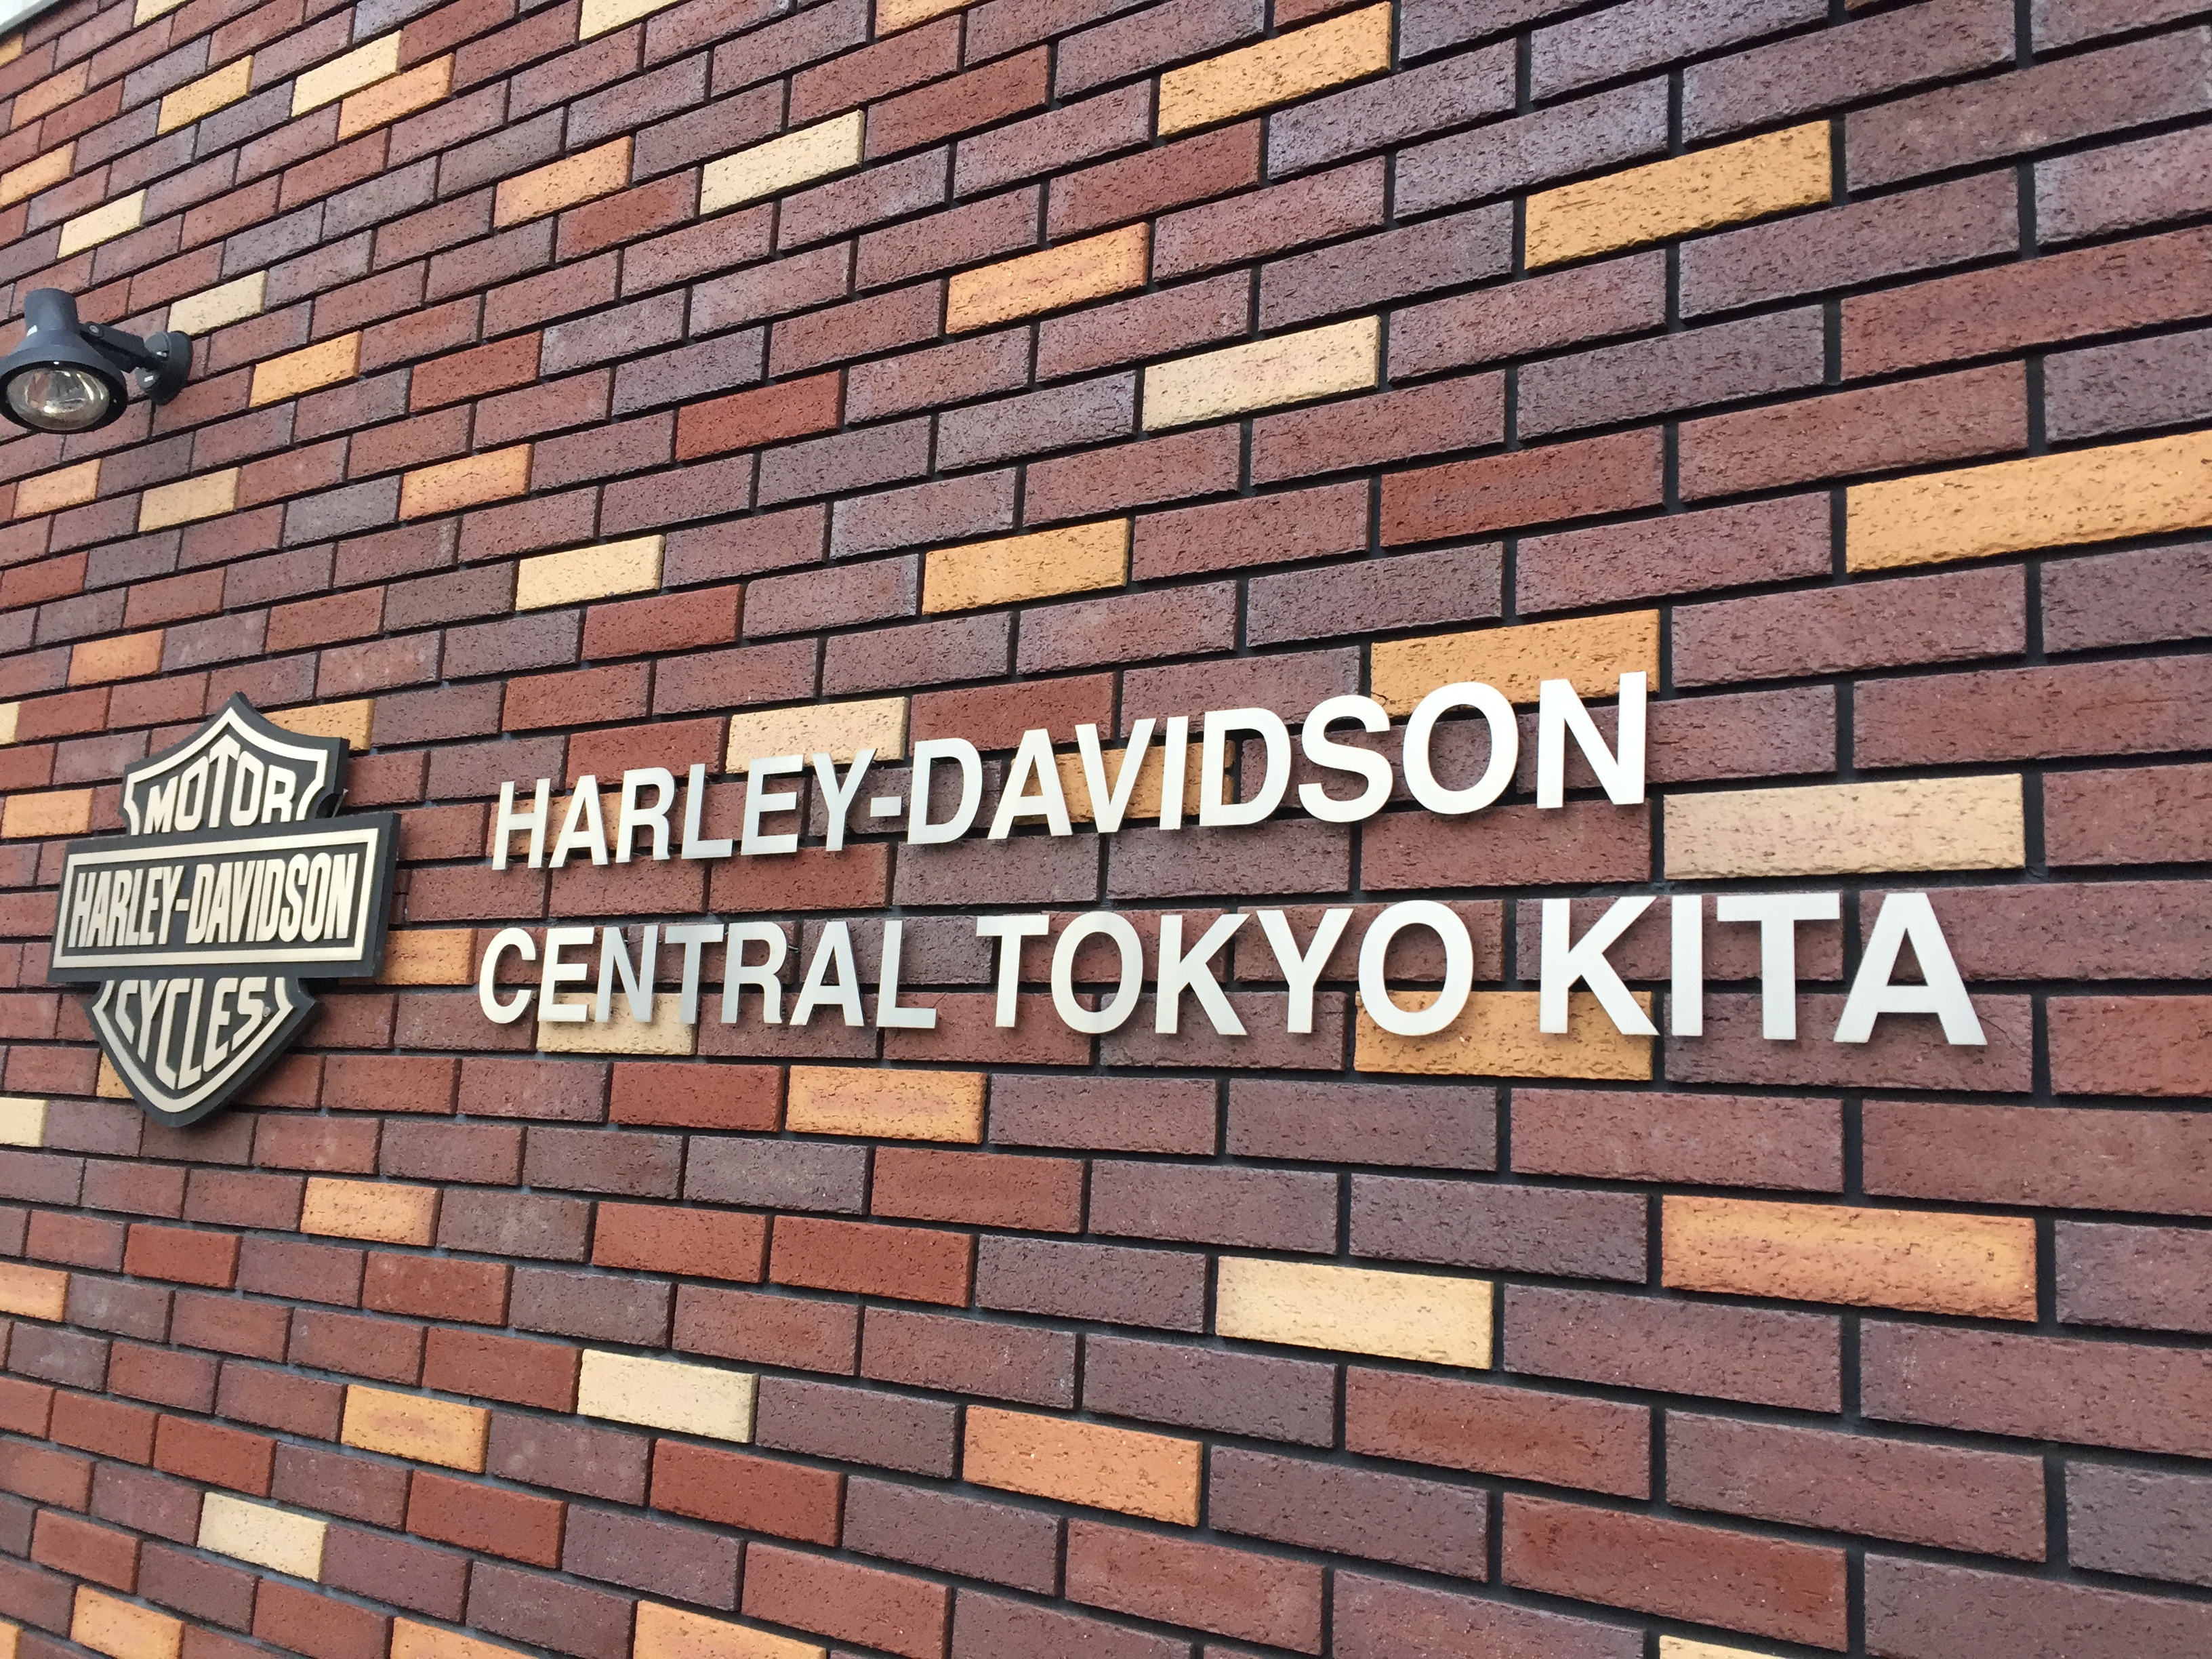 MOTOR
HARLEY-DAVIDSON
CYCLES
HARLEY-DAVIDSON
CENTRAL TOKYO KITA